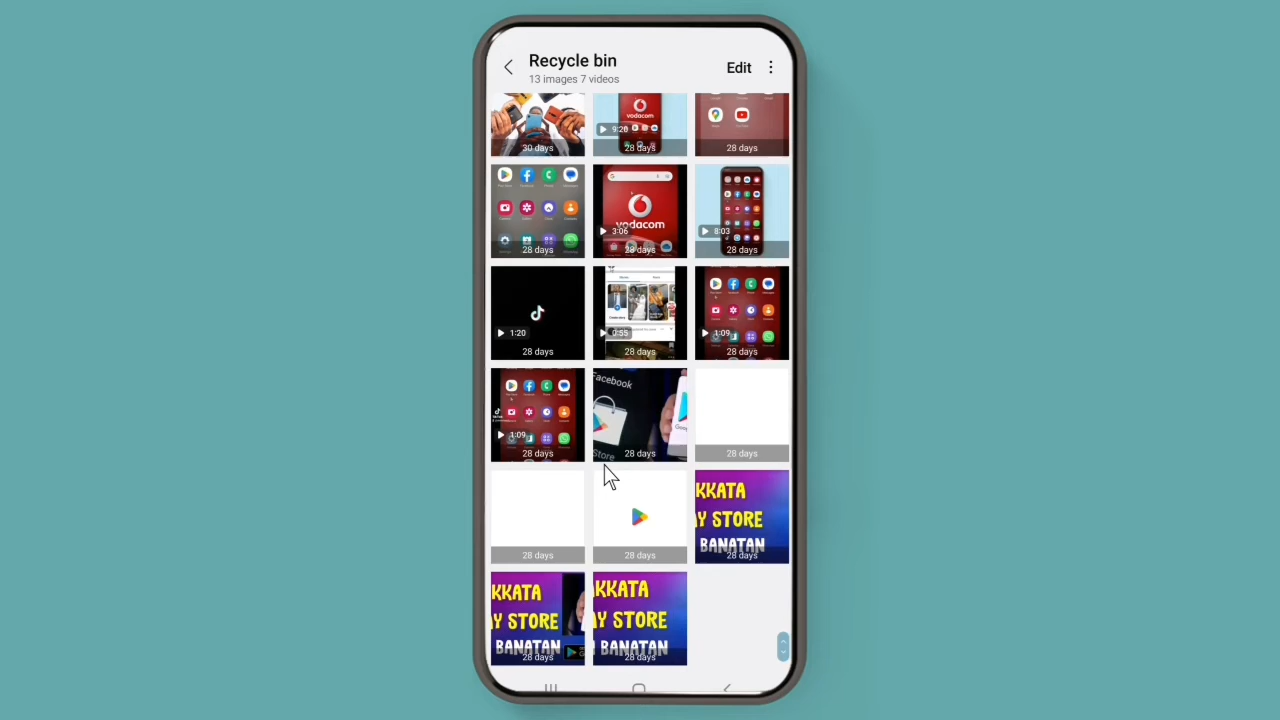 Recycle bin
Edit
13 images 7 videos
30 days
vodacom
9:20
28 days
28 days
28 days
vodacom
3:06
28 days
8:03
28 days
1:20
28 days
0:55
28 days
1:09
28 days
1:09
28 days
Facebook
Store
28 days
28 days
28 days
28 days
KKATA
Y STORE
BANATAN
28 days
KKATA
Y STORE
BANATAN
28 days
KKATA
Y STORE
BANATAN
28 days